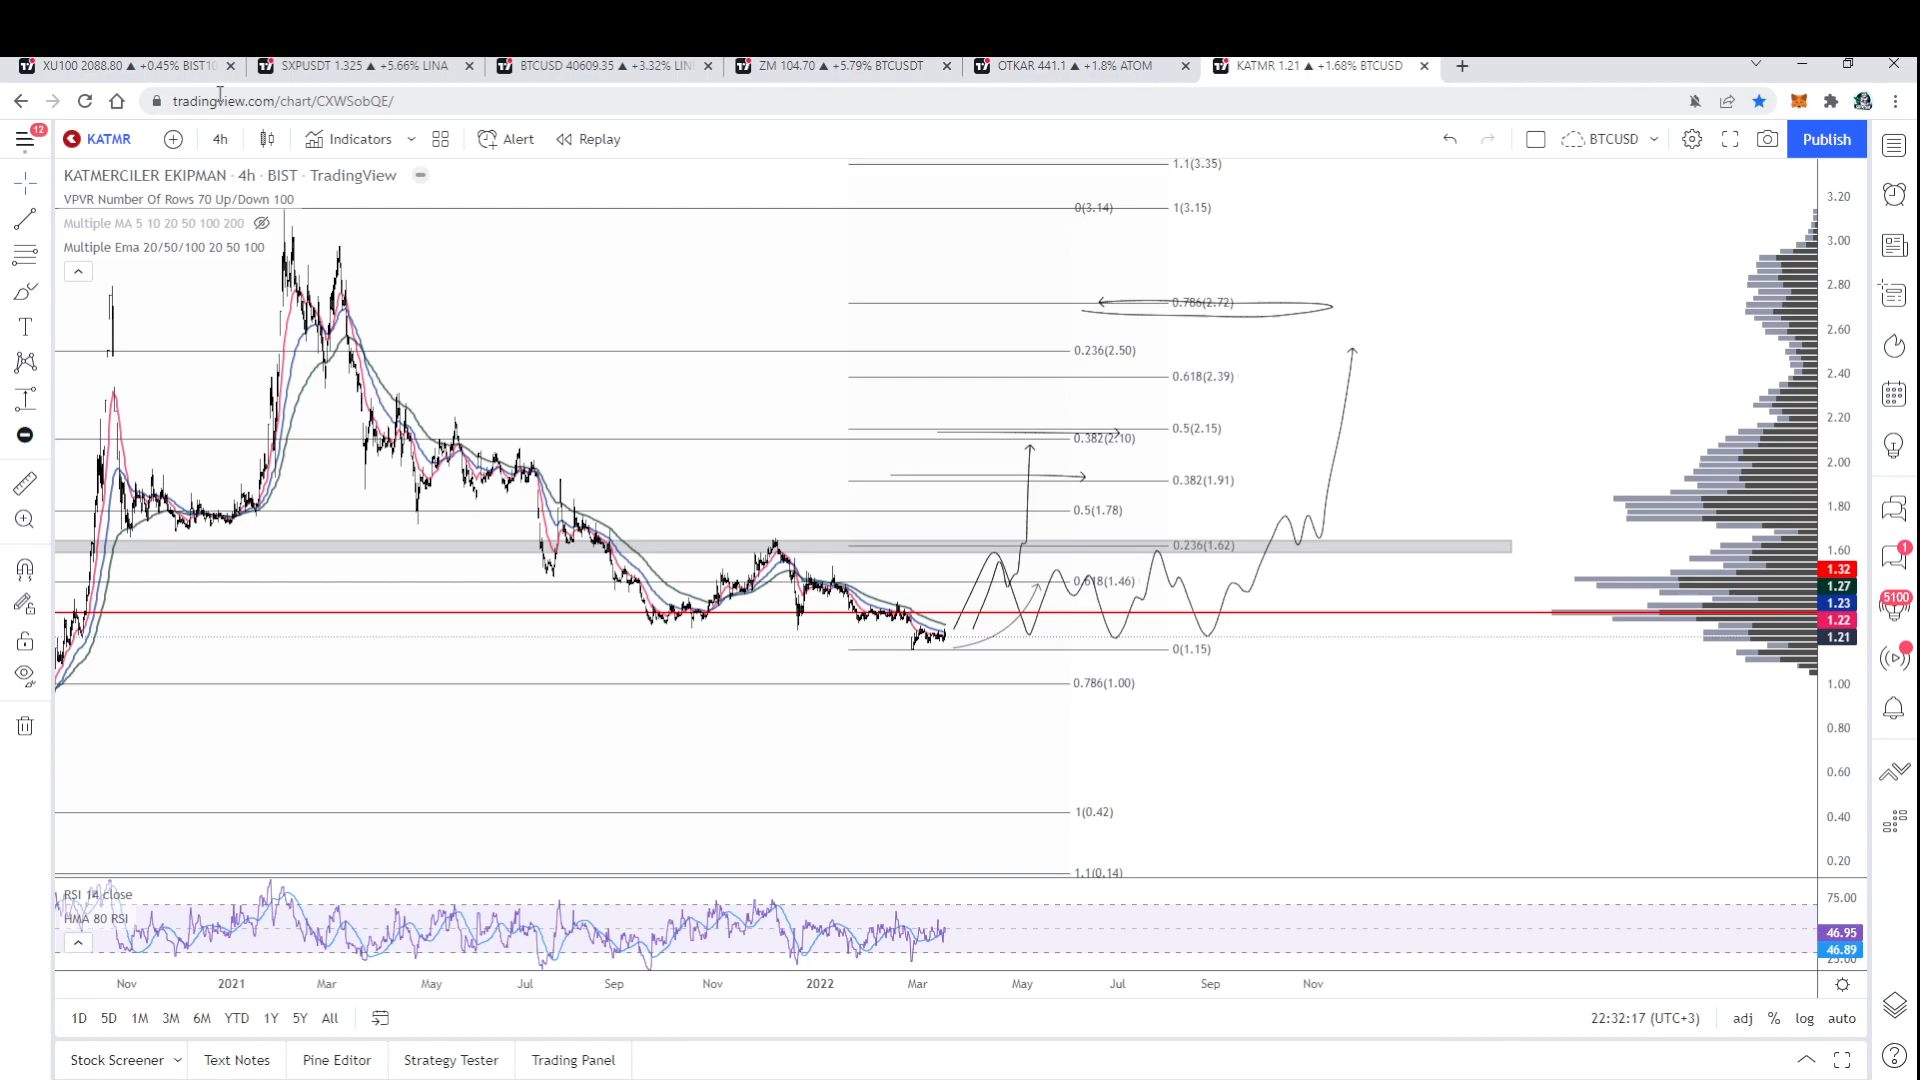 XU100 2088.80 ▲ +0.45% BIST10
SXPUSDT 1.325 ▲ +5.66% LINA
BTCUSD 40609.35 ▲ +3.32% LIN
ZM 104.70 ▲ +5.79% BTCUSDT
OTKAR 441.1 ▲ +1.8% ATOM
KATMR 1.21 ▲ +1.68% BTCUSD
tradingview.com/chart/CXWSobQE/
12
KATMR
4h
Indicators
Alert
Replay
BTCUSD
Publish
KATMERCILER EKIPMAN · 4h · BIST · TradingView
VPVR Number Of Rows 70 Up/Down 100
Multiple MA 5 10 20 50 100 200
Multiple Ema 20/50/100 20 50 100
1.1(3.35)
0(3.14)
1(3.15)
0.786(2.72)
0.236(2.50)
0.618(2.39)
0.5(2.15)
0.382(2.10)
0.382(1.91)
0.5(1.78)
0.236(1.62)
0.618(1.46)
0(1.15)
0.786(1.00)
1(0.42)
1.1(0.14)
3.20
3.00
2.80
2.60
2.40
2.20
2.00
1.80
1.60
1.32
1.27
1.23
1.22
1.21
1.00
0.80
0.60
0.40
0.20
1
5100
RSI 14 close
HMA 80 RSI
75.00
46.95
46.89
25.00
Nov 2021 Mar May Jul Sep Nov 2022 Mar May Jul Sep Nov
1D 5D 1M 3M 6M YTD 1Y 5Y All
22:32:17 (UTC+3)
adj % log auto
Stock Screener
Text Notes
Pine Editor
Strategy Tester
Trading Panel